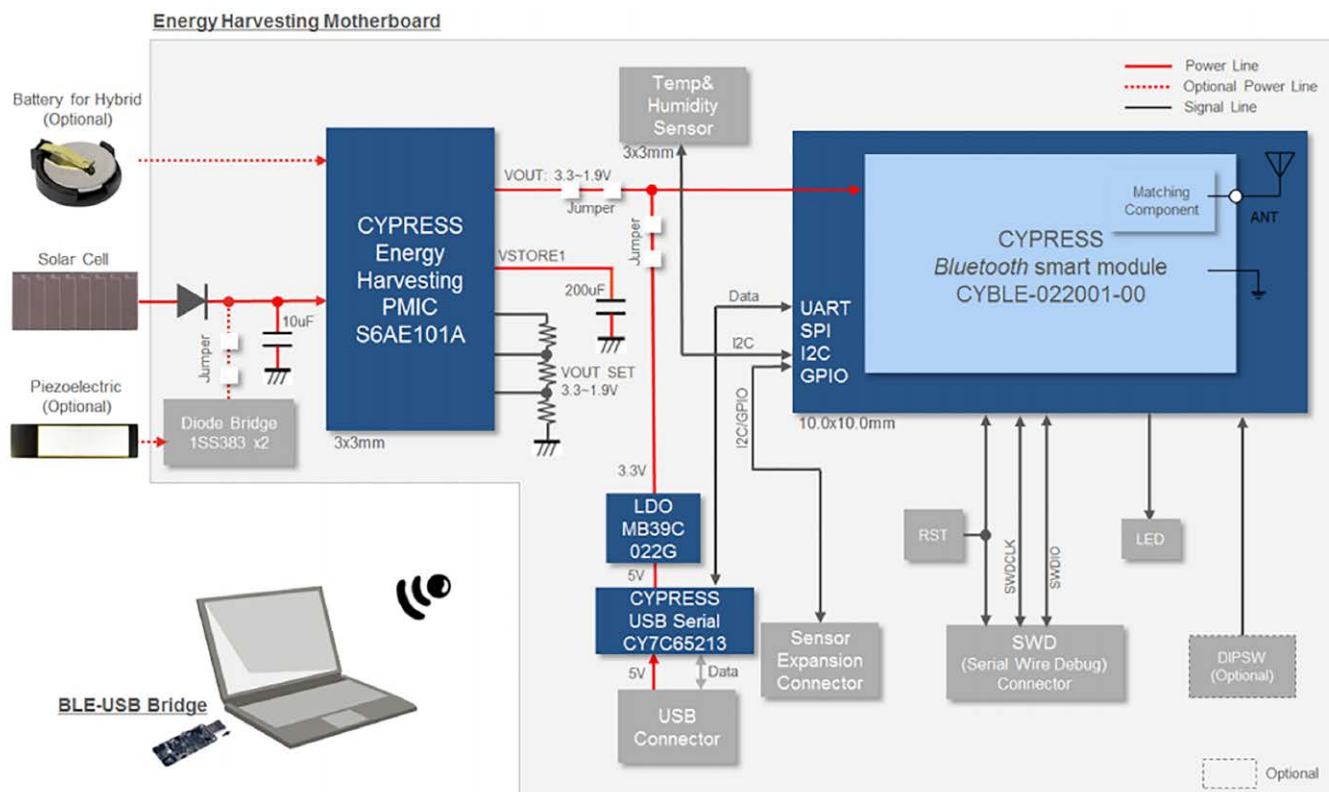 Energy Harvesting Motherboard
Battery for Hybrid
(Optional)
Solar Cell
Piezoelectric
(Optional)
Jumper
10uF
Diode Bridge
1SS383 x2
CYPRESS
Energy
Harvesting
PMIC
S6AE101A
3x3mm
VOUT: 3.3~1.9V
Jumper
VSTORE1
200uF
VOUT SET
3.3~1.9V
Jumper
Temp&
Humidity
Sensor
3x3mm
Power Line
Optional Power Line
Signal Line
Matching
Component
ANT
CYPRESS
Bluetooth smart module
CYBLE-022001-00
UART
SPI
I2C
GPIO
10.0x10.0mm
Data
I2C
I2C/GPIO
3.3V
LDO
MB39C
022G
5V
CYPRESS
USB Serial
CY7C65213
5V
Data
USB
Connector
Sensor
Expansion
Connector
RST
SWDCLK
SWDIO
SWD
(Serial Wire Debug)
Connector
LED
DIPSW
(Optional)
BLE-USB Bridge
Optional